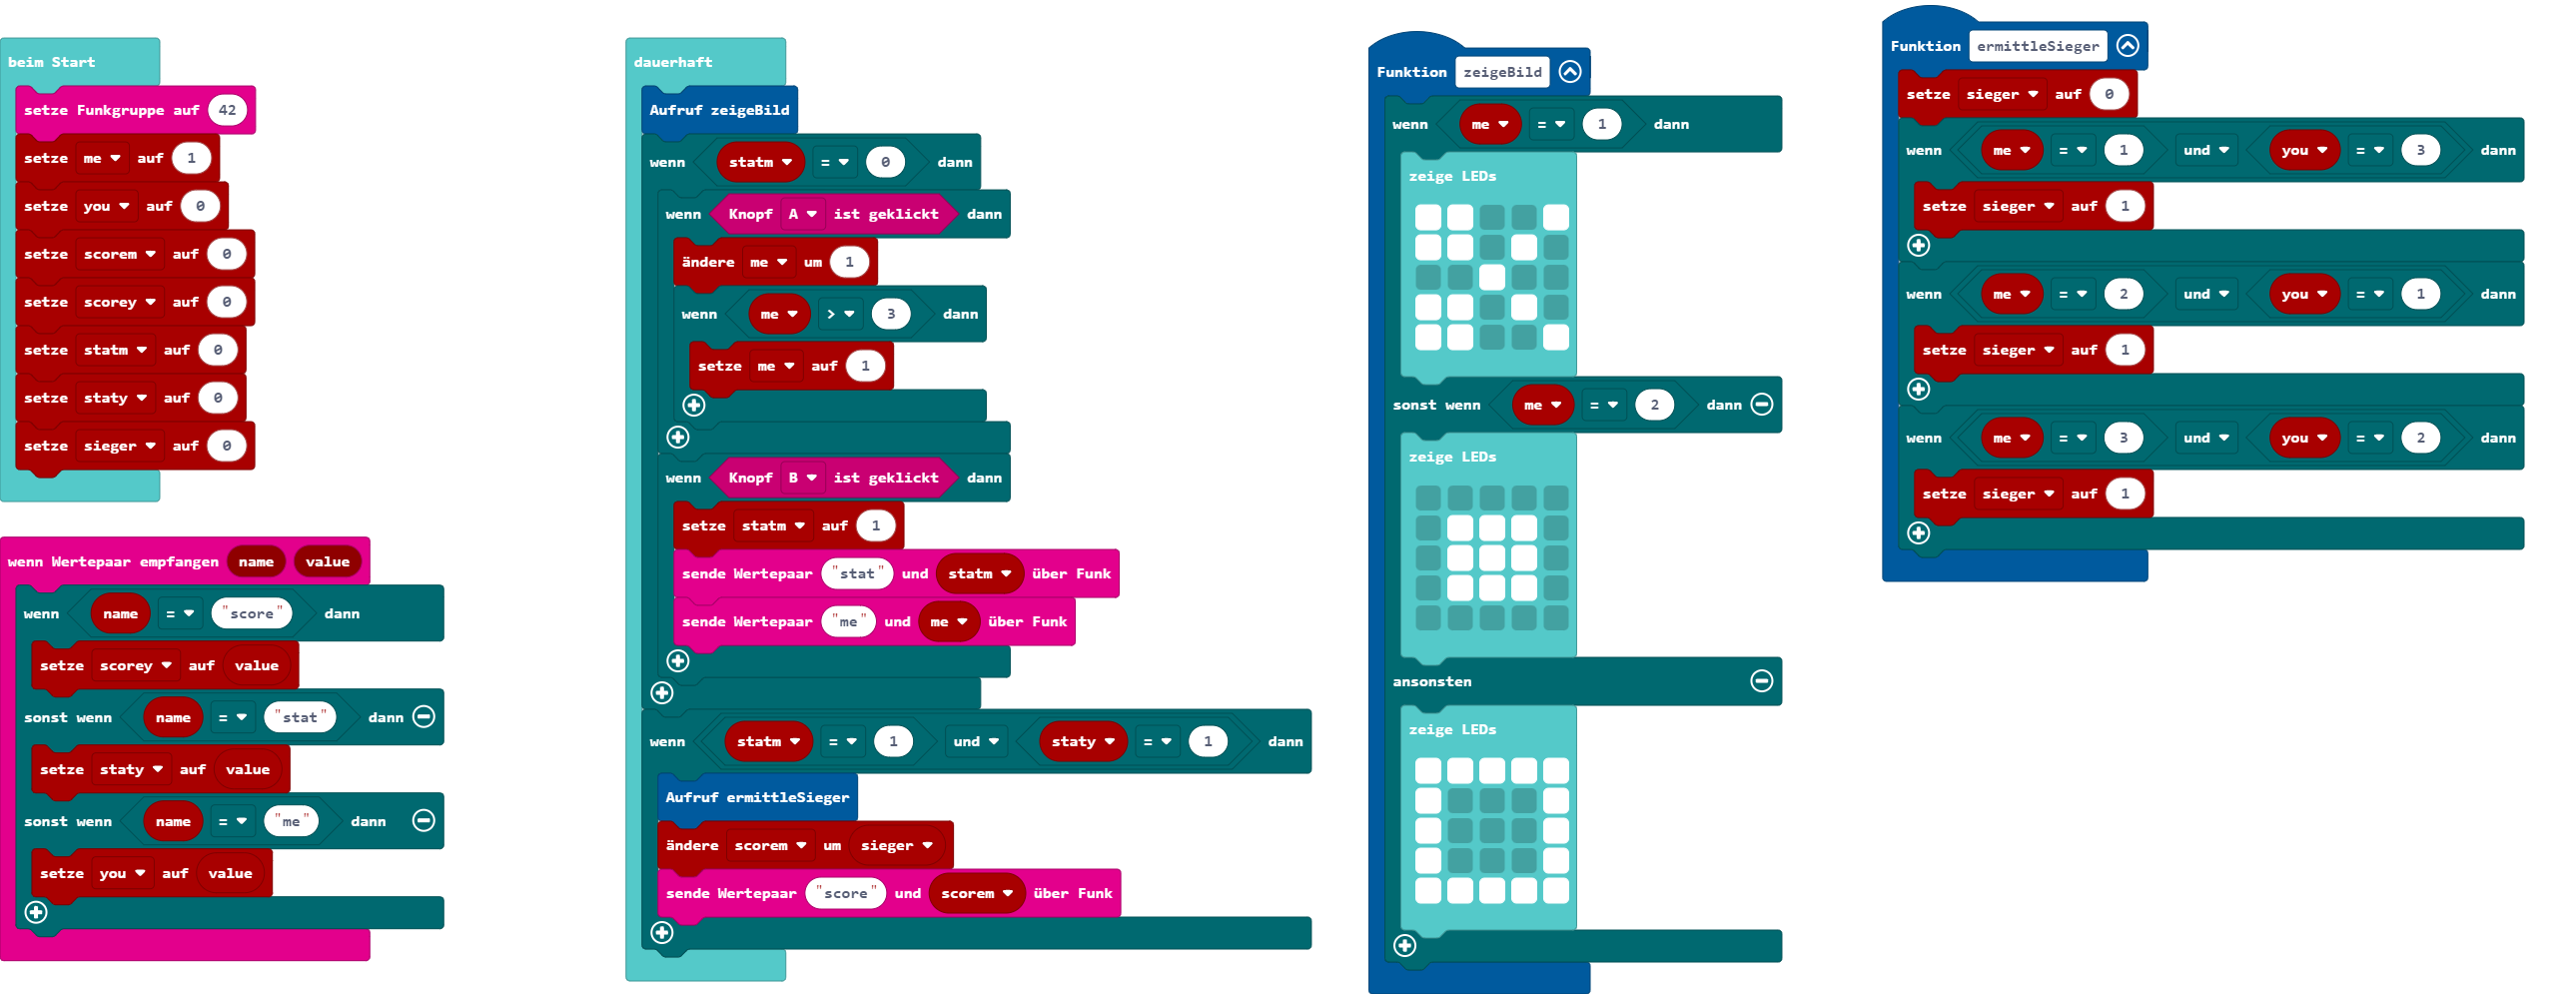 beim Start
setze Funkgruppe auf 42
setze me auf 1
setze you auf 0
setze scorem auf 0
setze scorey auf 0
setze statm auf 0
setze staty auf 0
setze sieger auf 0
wenn Wertepaar empfangen name value
wenn name = "score" dann
setze scorey auf value
sonst wenn name = "stat" dann
setze staty auf value
sonst wenn name = "me" dann
setze you auf value
dauerhaft
Aufruf zeigeBild
wenn statm = 0 dann
wenn Knopf A ist geklickt dann
ändere me um 1
wenn me > 3 dann
setze me auf 1
wenn Knopf B ist geklickt dann
setze statm auf 1
sende Wertepaar "stat" und statm über Funk
sende Wertepaar "me" und me über Funk
wenn statm = 1 und staty = 1 dann
Aufruf ermittleSieger
ändere scorem um sieger
sende Wertepaar "score" und scorem über Funk
Funktion zeigeBild
wenn me = 1 dann
zeige LEDs
sonst wenn me = 2 dann
zeige LEDs
ansonsten
zeige LEDs
Funktion ermittleSieger
setze sieger auf 0
wenn me = 1 und you = 3 dann
setze sieger auf 1
wenn me = 2 und you = 1 dann
setze sieger auf 1
wenn me = 3 und you = 2 dann
setze sieger auf 1